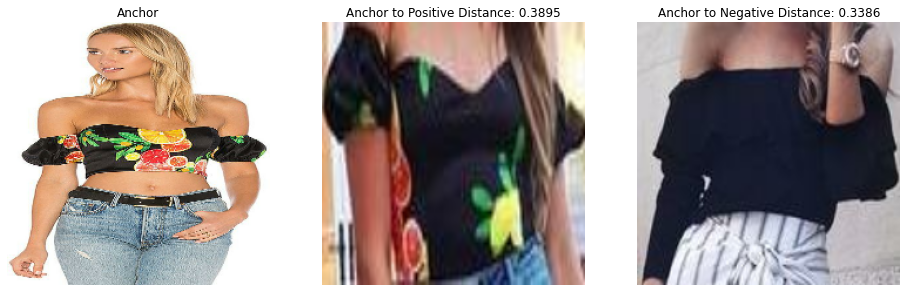 Anchor
Anchor to Positive Distance: 0.3895
Anchor to Negative Distance: 0.3386